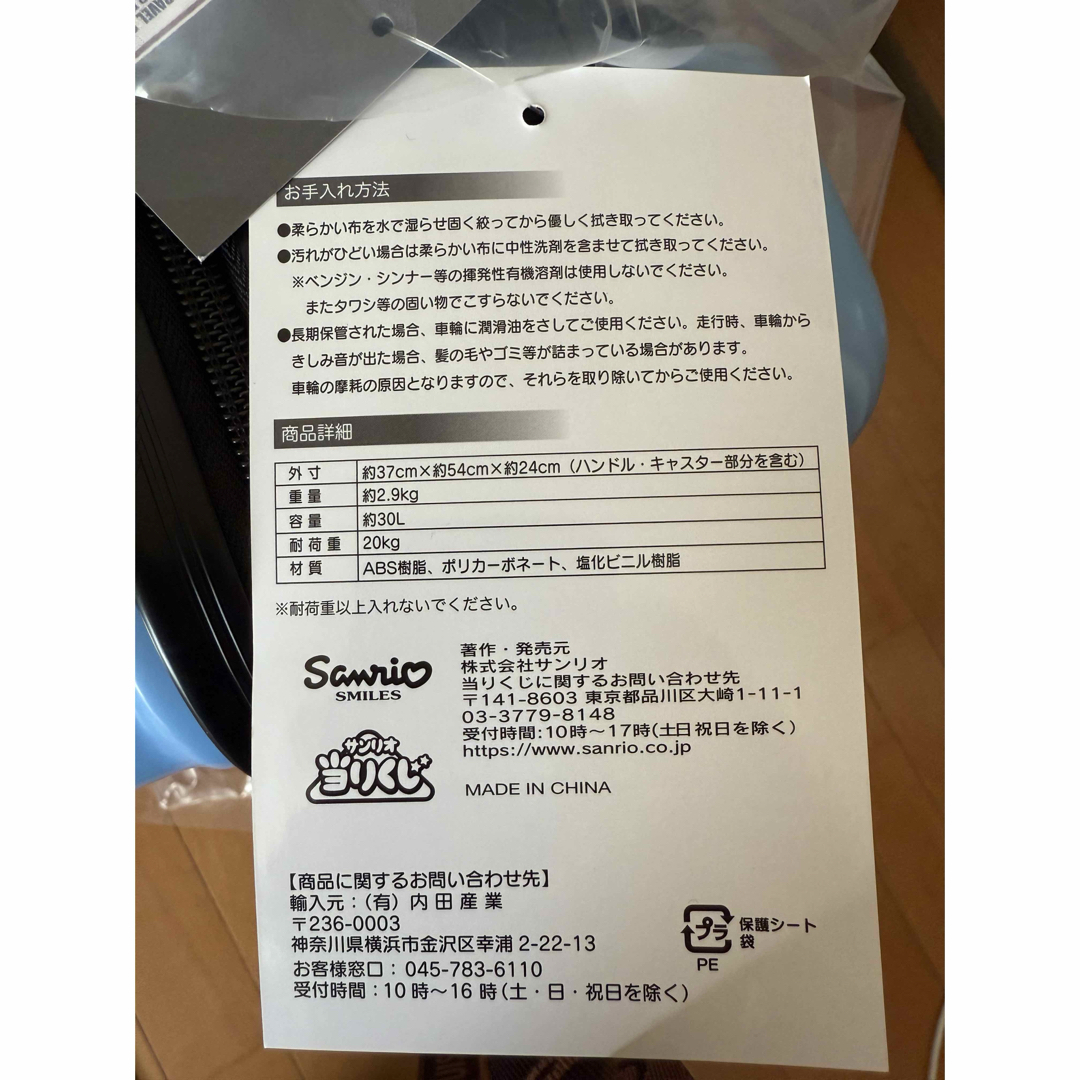 お手入れ方法
●柔らかい布を水で湿らせ固く絞ってから優しく拭き取ってください。
●汚れがひどい場合は柔らかい布に中性洗剤を含ませて拭き取ってください。
※ベンジン・シンナー等の揮発性有機溶剤は使用しないでください。
またタワシ等の固い物でこすらないでください。
●長期保管された場合、車輪に潤滑油をさしてご使用ください。走行時、車輪から
きしみ音が出た場合、髪の毛やゴミ等が詰まっている場合があります。
車輪の摩耗の原因となりますので、それらを取り除いてからご使用ください。
商品詳細
外寸 約37cm×約54cm×約24cm（ハンドル・キャスター部分を含む）
重量 約2.9kg
容量 約30L
耐荷重 20kg
材質 ABS樹脂、ポリカーボネート、塩化ビニル樹脂
※耐荷重以上入れないでください。
Sanrio
SMILES
著作・発売元
株式会社サンリオ
当りくじに関するお問い合わせ先
〒141-8603 東京都品川区大崎1-11-1
03-3779-8148
受付時間:10時～17時(土日祝日を除く)
https://www.sanrio.co.jp
サンリオ
当りくじ
MADE IN CHINA
【商品に関するお問い合わせ先】
輸入元：（有）内田産業
〒236-0003
神奈川県横浜市金沢区幸浦 2-22-13
お客様窓口：045-783-6110
受付時間：10時～16時(土・日・祝日を除く)
プラ
保護シート
袋
PE